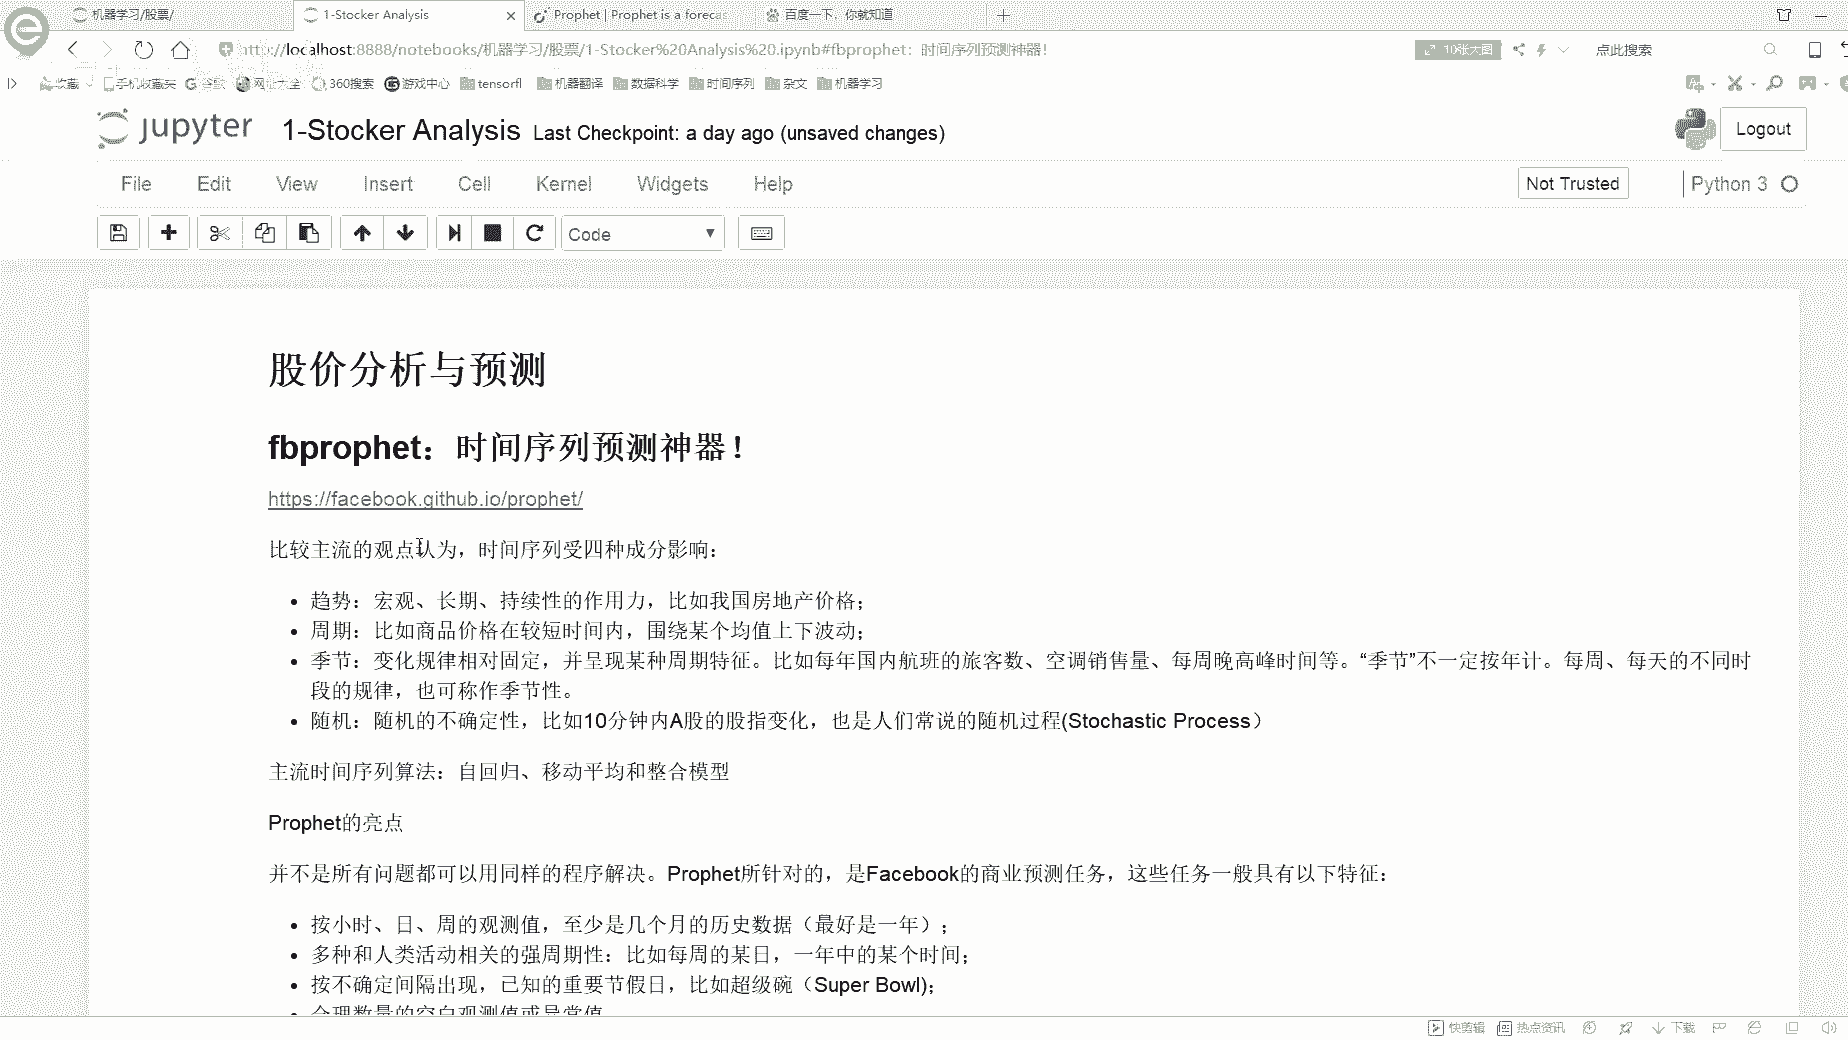 机器学习/股票/
1-Stocker Analysis
Prophet | Prophet is a forecas
百度一下，你就知道
http://localhost:8888/notebooks/机器学习/股票/1-Stocker%20Analysis%20.ipynb#fbprophet：时间序列预测神器！
10张大图
点此搜索
收藏
手机收藏夹
网址大全
360搜索
游戏中心
tensorfl
机器翻译
数据科学
时间序列
杂文
机器学习
jupyter
1-Stocker Analysis Last Checkpoint: a day ago (unsaved changes)
Logout
File Edit View Insert Cell Kernel Widgets Help
Not Trusted
Python 3
Code
股价分析与预测
fbprophet：时间序列预测神器！
https://facebook.github.io/prophet/
比较主流的观点认为，时间序列受四种成分影响：
趋势：宏观、长期、持续性的作用力，比如我国房地产价格；
周期：比如商品价格在较短时间内，围绕某个均值上下波动；
季节：变化规律相对固定，并呈现某种周期特征。比如每年国内航班的旅客数、空调销售量、每周晚高峰时间等。“季节”不一定按年计。每周、每天的不同时
段的规律，也可称作季节性。
随机：随机的不确定性，比如10分钟内A股的股指变化，也是人们常说的随机过程(Stochastic Process）
主流时间序列算法：自回归、移动平均和整合模型
Prophet的亮点
并不是所有问题都可以用同样的程序解决。Prophet所针对的，是Facebook的商业预测任务，这些任务一般具有以下特征：
按小时、日、周的观测值，至少是几个月的历史数据（最好是一年）；
多种和人类活动相关的强周期性：比如每周的某日，一年中的某个时间；
按不确定间隔出现，已知的重要节假日，比如超级碗（Super Bowl)；
合理数量的空白观测值或异常值
快剪辑
热点资讯
下载